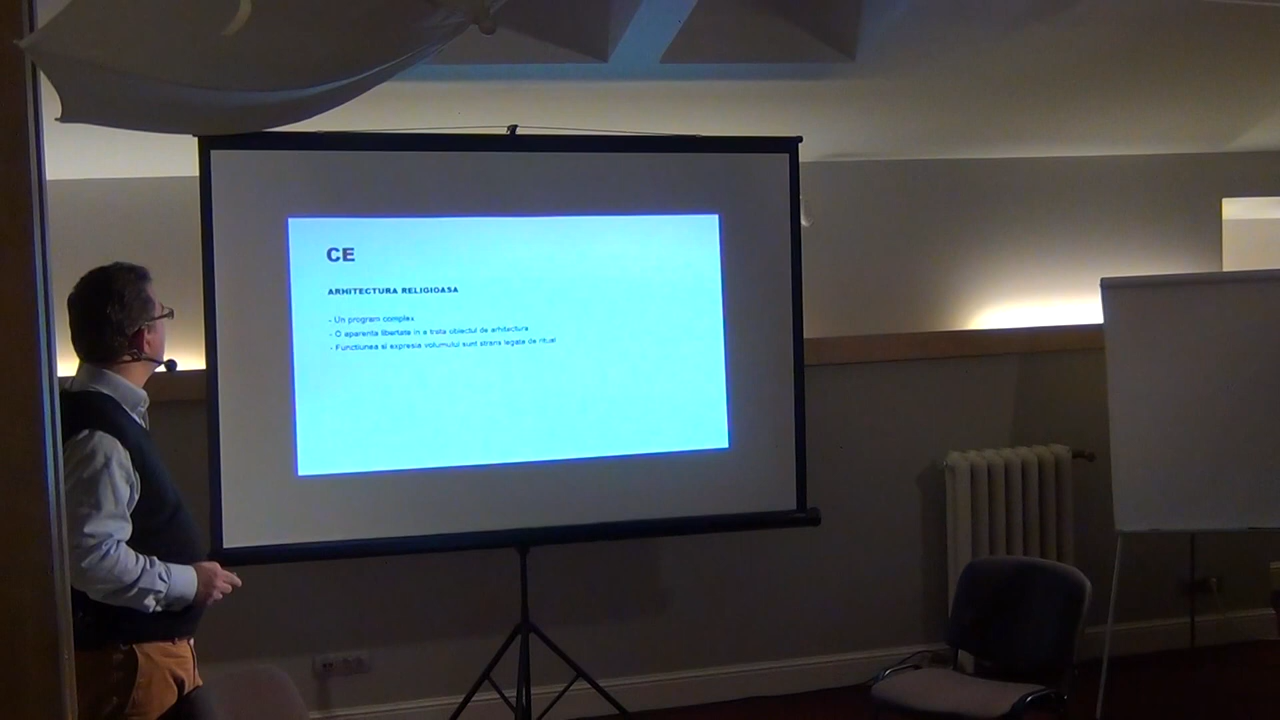 CE
ARHITECTURA RELIGIOASA
- Un program complex
- O aparenta libertate in a trata obiectul de arhitectura
- Functiunea si expresia volumului sunt strans legate de ritual